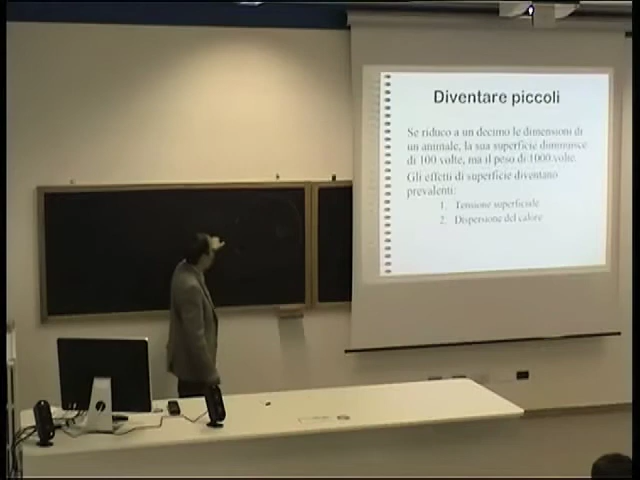 Diventare piccoli
Se riduco a un decimo le dimensioni di
un animale, la sua superficie diminuisce
di 100 volte, ma il peso di 1000 volte.
Gli effetti di superficie diventano
prevalenti:
1. Tensione superficiale
2. Dispersione del calore